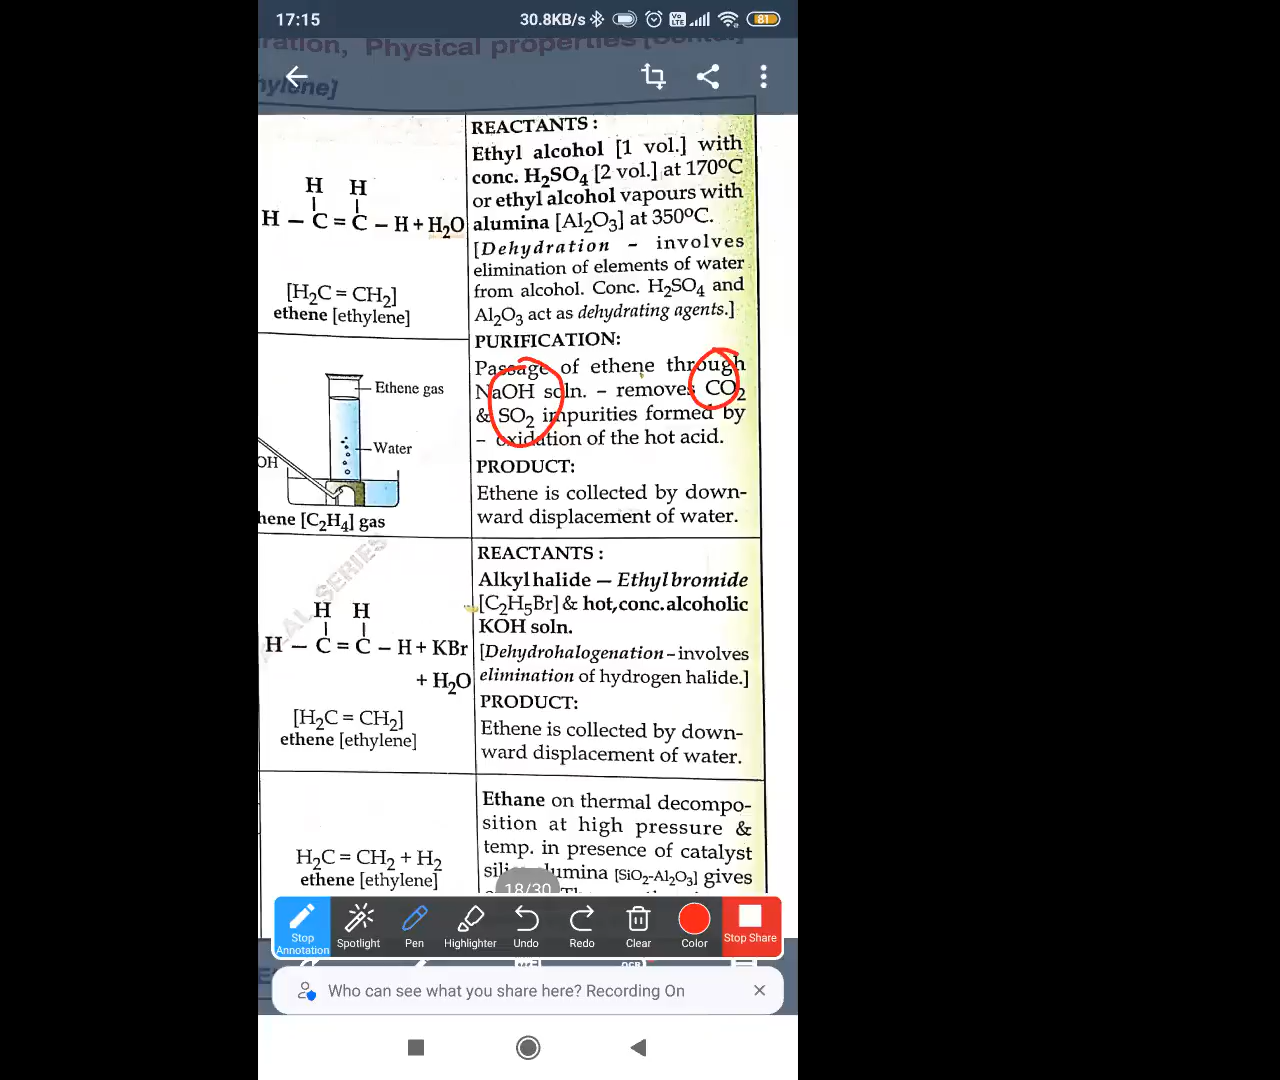 17:15
30.8KB/s
Vo LTE
81
ration, Physical properties [Contd.]
hylene]
H H
H – C = C – H + H₂O
[H₂C = CH₂]
ethene [ethylene]
REACTANTS :
Ethyl alcohol [1 vol.] with
conc. H₂SO₄ [2 vol.] at 170ºC
or ethyl alcohol vapours with
alumina [Al₂O₃] at 350ºC.
[Dehydration – involves
elimination of elements of water
from alcohol. Conc. H₂SO₄ and
Al₂O₃ act as dehydrating agents.]
PURIFICATION:
Passage of ethene through
NaOH soln. – removes CO₂
& SO₂ impurities formed by
– oxidation of the hot acid.
PRODUCT:
Ethene is collected by down-
ward displacement of water.
Ethene gas
Water
OH
hene [C₂H₄] gas
LAL SERIES
H H
H – C = C – H + KBr
+ H₂O
[H₂C = CH₂]
ethene [ethylene]
REACTANTS :
Alkyl halide – Ethyl bromide
[C₂H₅Br] & hot, conc. alcoholic
KOH soln.
[Dehydrohalogenation – involves
elimination of hydrogen halide.]
PRODUCT:
Ethene is collected by down-
ward displacement of water.
H₂C = CH₂ + H₂
ethene [ethylene]
Ethane on thermal decompo-
sition at high pressure &
temp. in presence of catalyst
alumina [SiO₂-Al₂O₃] gives
18/30
Stop Annotation
Spotlight
Pen
Highlighter
Undo
Redo
Clear
Color
Stop Share
Who can see what you share here? Recording On